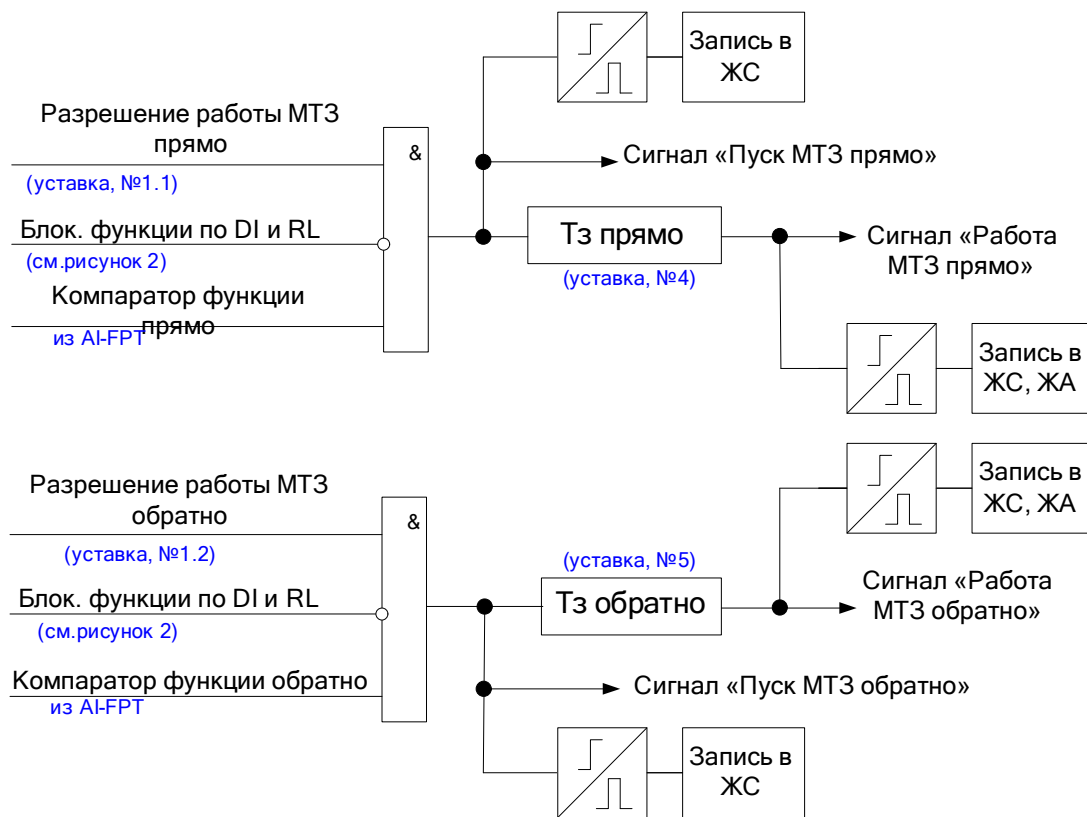 Запись в
ЖС
Разрешение работы МТЗ
прямо
(уставка, №1.1)
&
Сигнал «Пуск МТЗ прямо»
Блок. функции по DI и RL
(см.рисунок 2)
Тз прямо
(уставка, №4)
Сигнал «Работа
МТЗ прямо»
Компаратор функции
прямо
из AI-FPT
Запись в
ЖС, ЖА
Запись в
ЖС, ЖА
Разрешение работы МТЗ
обратно
(уставка, №1.2)
&
(уставка, №5)
Тз обратно
Сигнал «Работа
МТЗ обратно»
Блок. функции по DI и RL
(см.рисунок 2)
Компаратор функции обратно
из AI-FPT
Сигнал «Пуск МТЗ обратно»
Запись в
ЖС